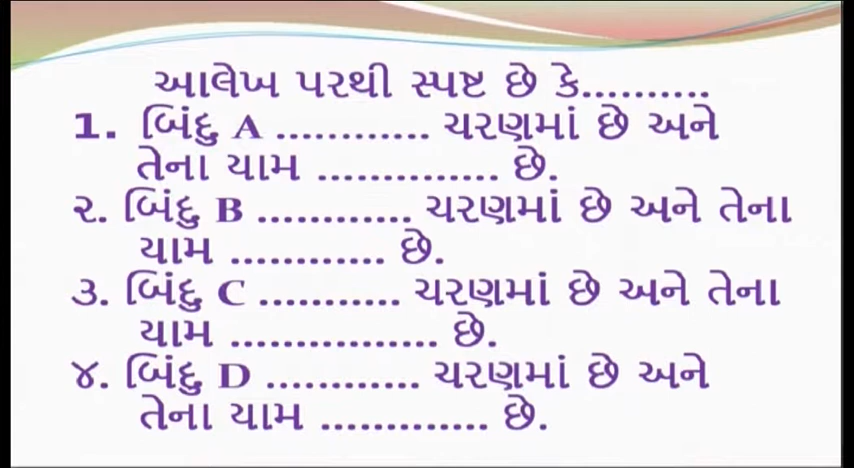 આલેખ પરથી સ્પષ્ટ છે કે..........
1. બિંદુ A ............ ચરણમાં છે અને
તેના યામ .............. છે.
૨. બિંદુ B ............ ચરણમાં છે અને તેના
યામ ............ છે.
૩. બિંદુ C ........... ચરણમાં છે અને તેના
યામ ................ છે.
૪. બિંદુ D ............ ચરણમાં છે અને
તેના યામ ............. છે.